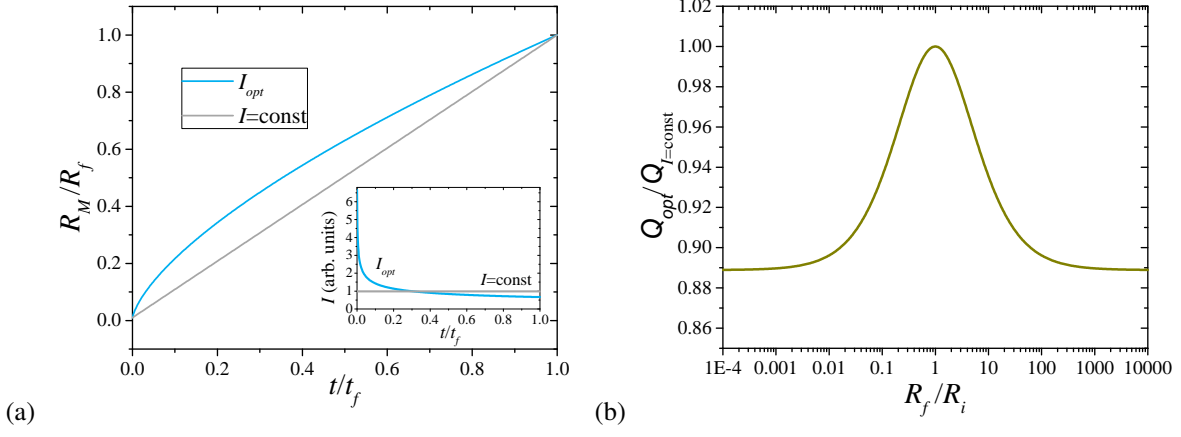 1.0
0.8
0.6
0.4
0.2
0.0
R_M/R_f
I_opt
I=const
6
5
4
3
2
1
0
I (arb. units)
I_opt
I=const
0.0 0.2 0.4 0.6 0.8 1.0
t/t_f
0.0 0.2 0.4 0.6 0.8 1.0
t/t_f
(a)
1.02
1.00
0.98
0.96
0.94
0.92
0.90
0.88
0.86
Q_opt/Q_I=const
1E-4 0.001 0.01 0.1 1 10 100 1000 10000
R_f/R_i
(b)